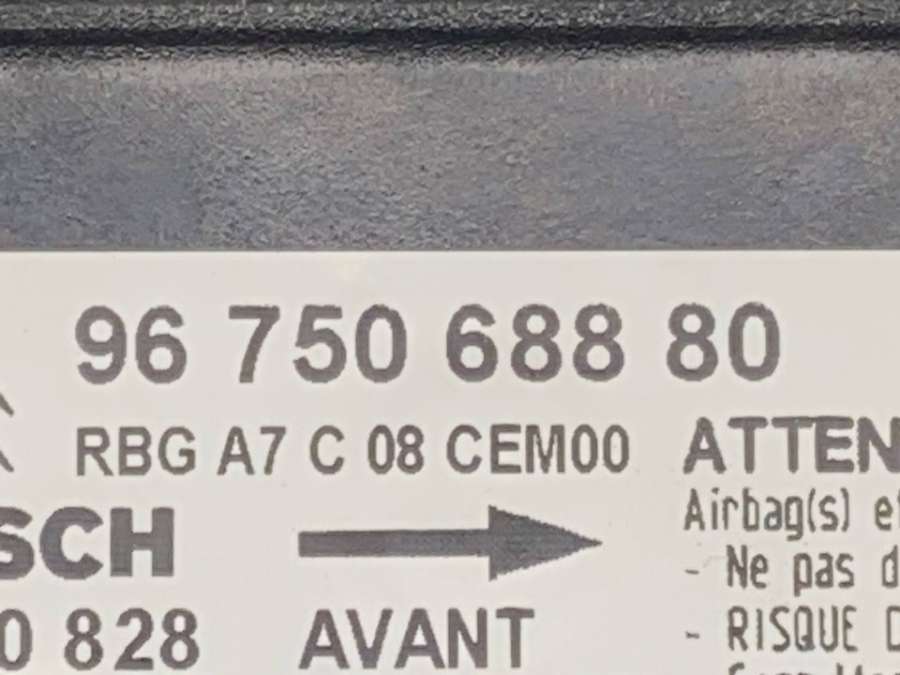 96 750 688 80
RBG A7 C 08 CEM00
ATTEN
SCH
Airbag(s) e
- Ne pas d
0 828
AVANT
- RISQUE D